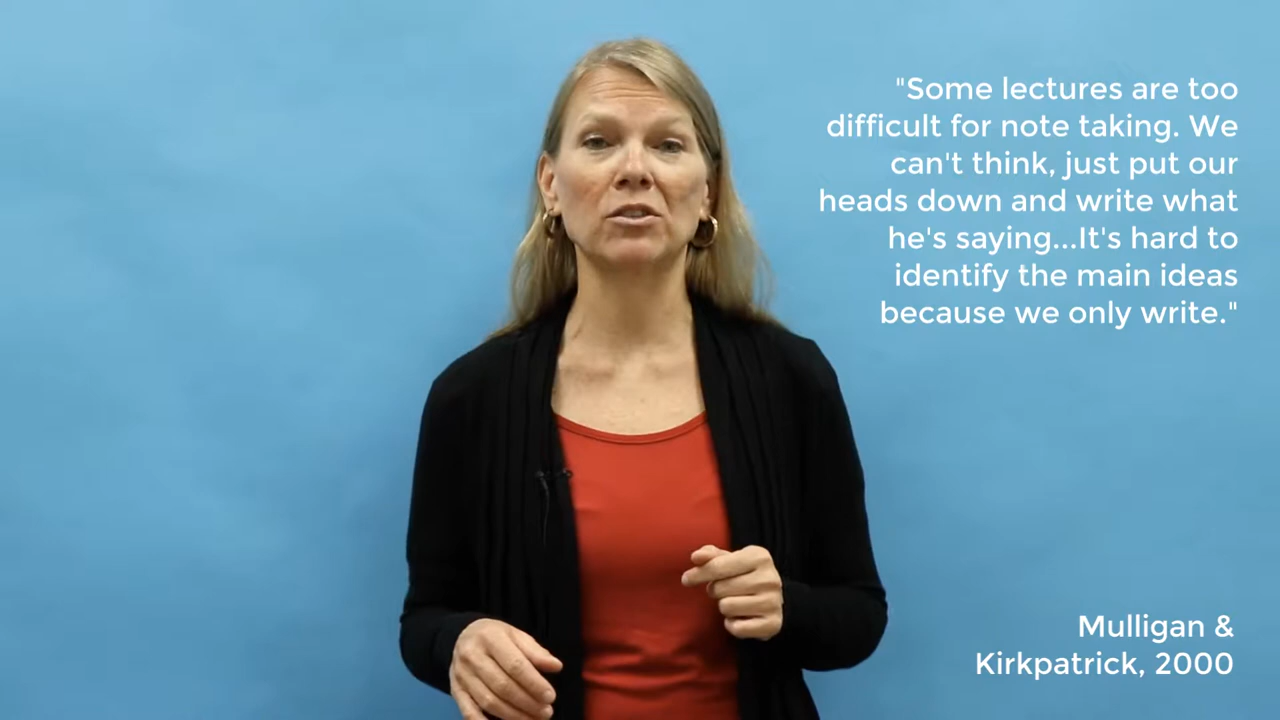 "Some lectures are too
difficult for note taking. We
can't think, just put our
heads down and write what
he's saying...It's hard to
identify the main ideas
because we only write."
Mulligan &
Kirkpatrick, 2000